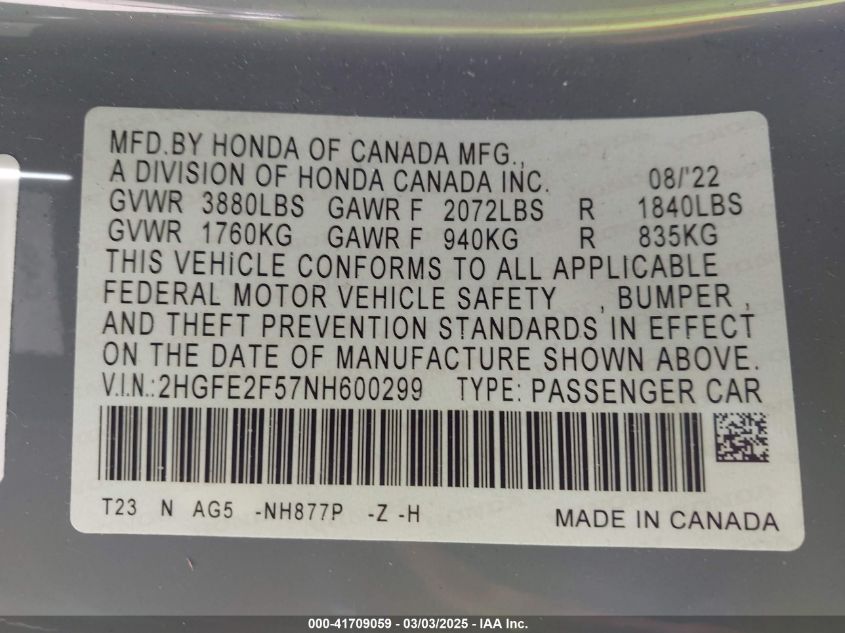 MFD.BY HONDA OF CANADA MFG.,
A DIVISION OF HONDA CANADA INC. 08/'22
GVWR 3880LBS GAWR F 2072LBS R 1840LBS
GVWR 1760KG GAWR F 940KG R 835KG
THIS VEHICLE CONFORMS TO ALL APPLICABLE
FEDERAL MOTOR VEHICLE SAFETY , BUMPER ,
AND THEFT PREVENTION STANDARDS IN EFFECT
ON THE DATE OF MANUFACTURE SHOWN ABOVE.
V.I.N.:2HGFE2F57NH600299 TYPE: PASSENGER CAR
T23 N AG5 -NH877P -Z -H MADE IN CANADA
000-41709059 - 03/03/2025 - IAA Inc.